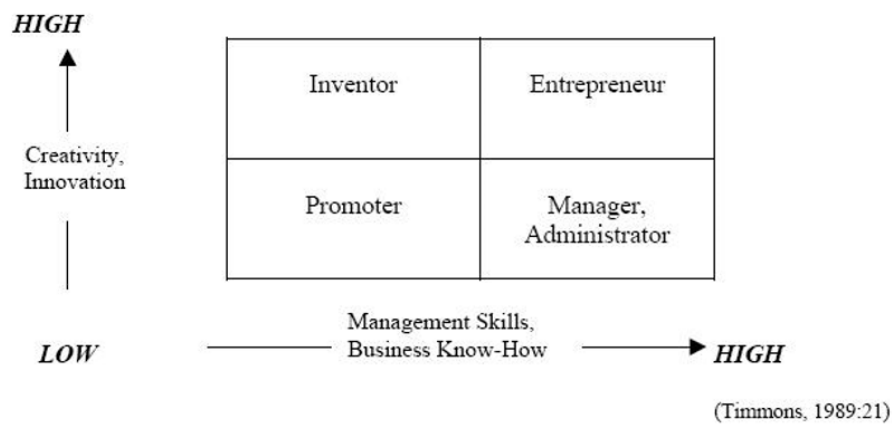 HIGH
Inventor
Entrepreneur
Creativity,
Innovation
Promoter
Manager,
Administrator
Management Skills,
Business Know-How
LOW
HIGH
(Timmons, 1989:21)